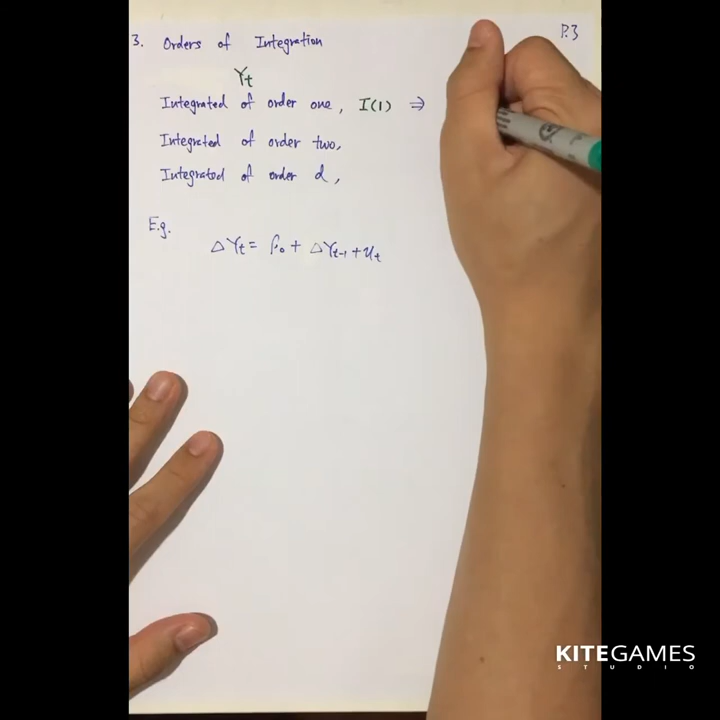 P.3
3. Orders of Integration
Yt
Integrated of order one, I(1) ⇒
Integrated of order two,
Integrated of order d,
E.g.
ΔYt = β0 + ΔYt-1 + ut
KITEGAMES
STUDIO